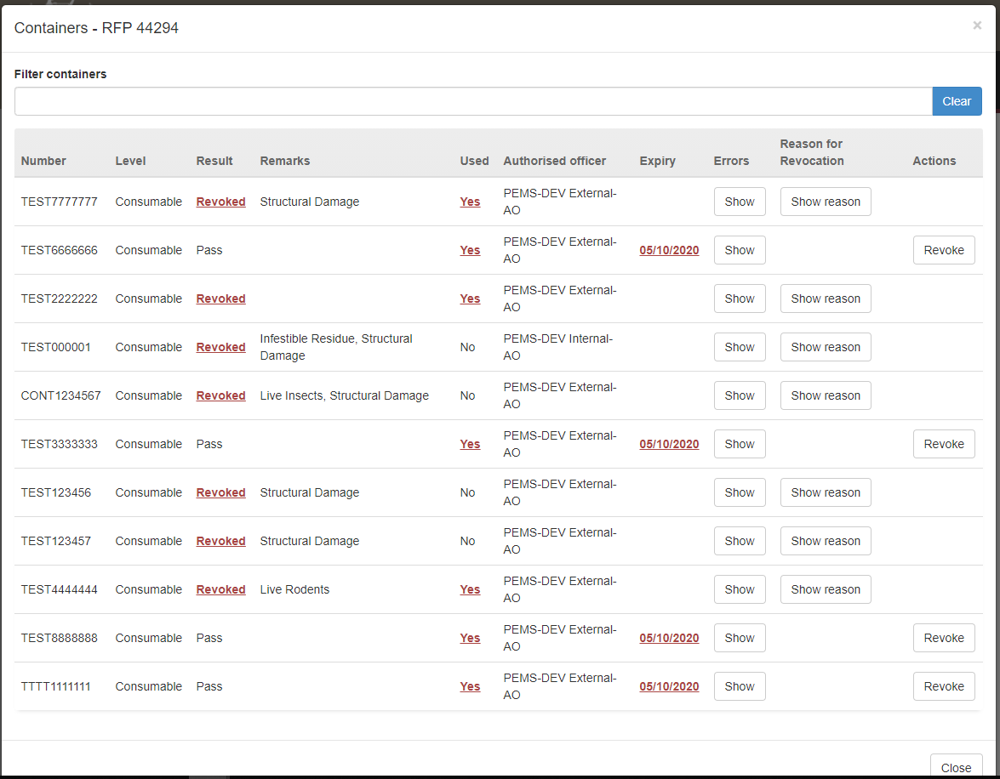 Containers - RFP 44294
×
Filter containers
Clear
Number Level Result Remarks Used Authorised officer Expiry Errors Reason for Revocation Actions
TEST7777777 Consumable Revoked Structural Damage Yes PEMS-DEV External-AO Show Show reason
TEST6666666 Consumable Pass Yes PEMS-DEV External-AO 05/10/2020 Show Revoke
TEST2222222 Consumable Revoked Yes PEMS-DEV External-AO Show Show reason
TEST000001 Consumable Revoked Infestible Residue, Structural Damage No PEMS-DEV Internal-AO Show Show reason
CONT1234567 Consumable Revoked Live Insects, Structural Damage No PEMS-DEV External-AO Show Show reason
TEST3333333 Consumable Pass Yes PEMS-DEV External-AO 05/10/2020 Show Revoke
TEST123456 Consumable Revoked Structural Damage No PEMS-DEV External-AO Show Show reason
TEST123457 Consumable Revoked Structural Damage No PEMS-DEV External-AO Show Show reason
TEST4444444 Consumable Revoked Live Rodents Yes PEMS-DEV External-AO Show Show reason
TEST8888888 Consumable Pass Yes PEMS-DEV External-AO 05/10/2020 Show Revoke
TTTT1111111 Consumable Pass Yes PEMS-DEV External-AO 05/10/2020 Show Revoke
Close